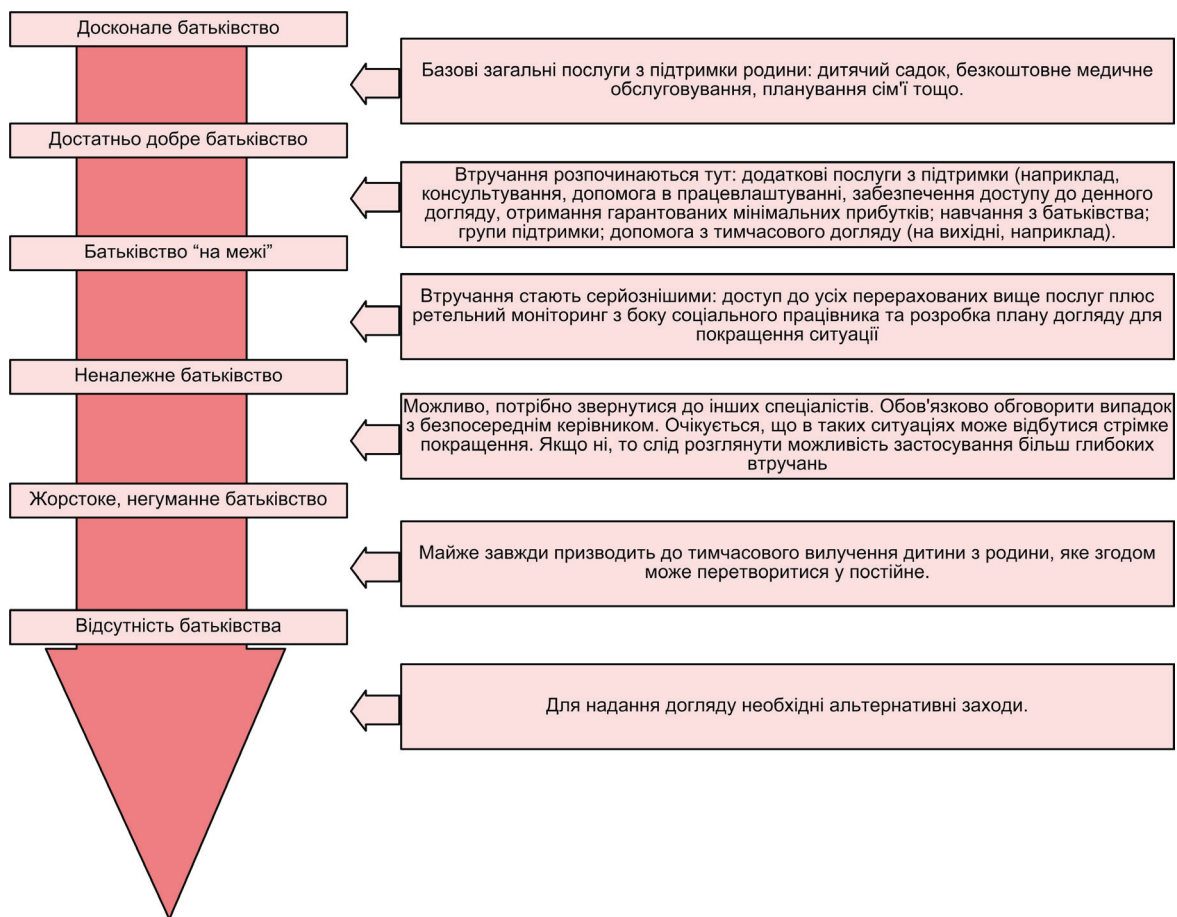 Досконале батьківство
Базові загальні послуги з підтримки родини: дитячий садок, безкоштовне медичне
обслуговування, планування сім'ї тощо.
Достатньо добре батьківство
Втручання розпочинаються тут: додаткові послуги з підтримки (наприклад,
консультування, допомога в працевлаштуванні, забезпечення доступу до денного
догляду, отримання гарантованих мінімальних прибутків; навчання з батьківства;
групи підтримки; допомога з тимчасового догляду (на вихідні, наприклад).
Батьківство “на межі”
Втручання стають серйознішими: доступ до усіх перерахованих вище послуг плюс
ретельний моніторинг з боку соціального працівника та розробка плану догляду для
покращення ситуації
Неналежне батьківство
Можливо, потрібно звернутися до інших спеціалістів. Обов'язково обговорити випадок
з безпосереднім керівником. Очікується, що в таких ситуаціях може відбутися стрімке
покращення. Якщо ні, то слід розглянути можливість застосування більш глибоких
втручань
Жорстоке, негуманне батьківство
Майже завжди призводить до тимчасового вилучення дитини з родини, яке згодом
може перетворитися у постійне.
Відсутність батьківства
Для надання догляду необхідні альтернативні заходи.